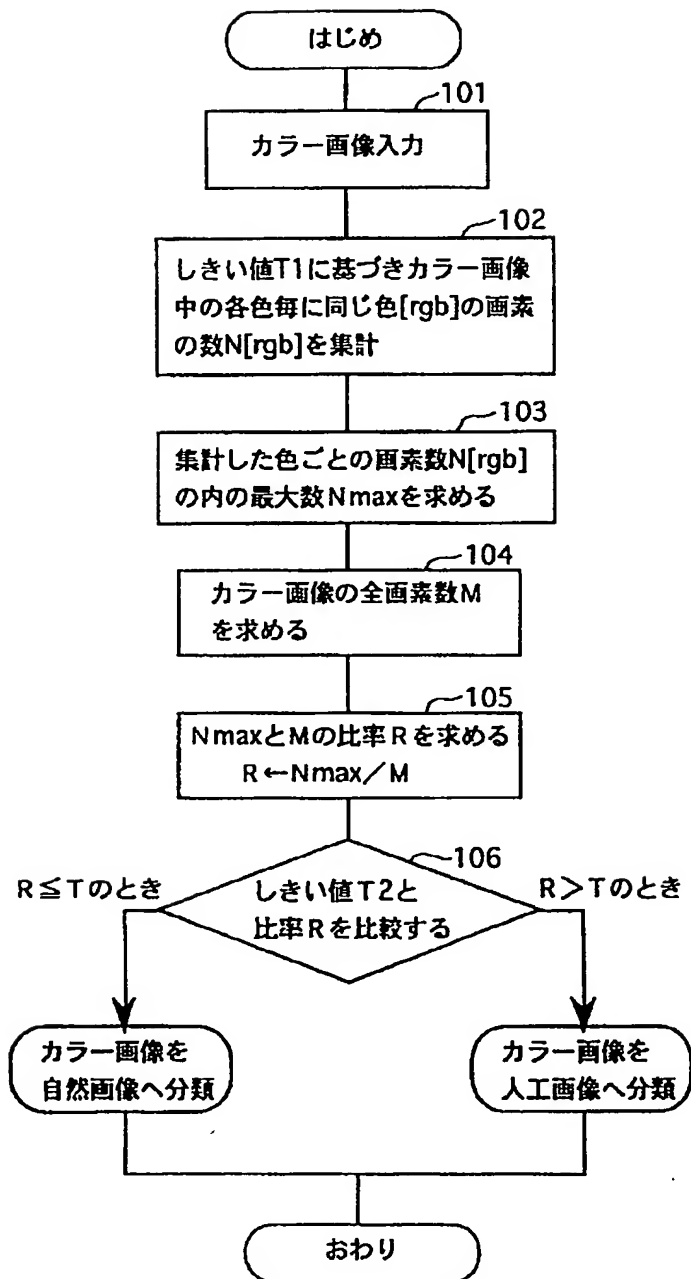 はじめ
101
カラー画像入力
102
しきい値T1に基づきカラー画像
中の各色毎に同じ色[rgb]の画素
の数N[rgb]を集計
103
集計した色ごとの画素数N[rgb]
の内の最大数Nmaxを求める
104
カラー画像の全画素数M
を求める
105
NmaxとMの比率Rを求める
R←Nmax／M
106
R≦Tのとき
しきい値T2と
比率Rを比較する
R＞Tのとき
カラー画像を
自然画像へ分類
カラー画像を
人工画像へ分類
おわり